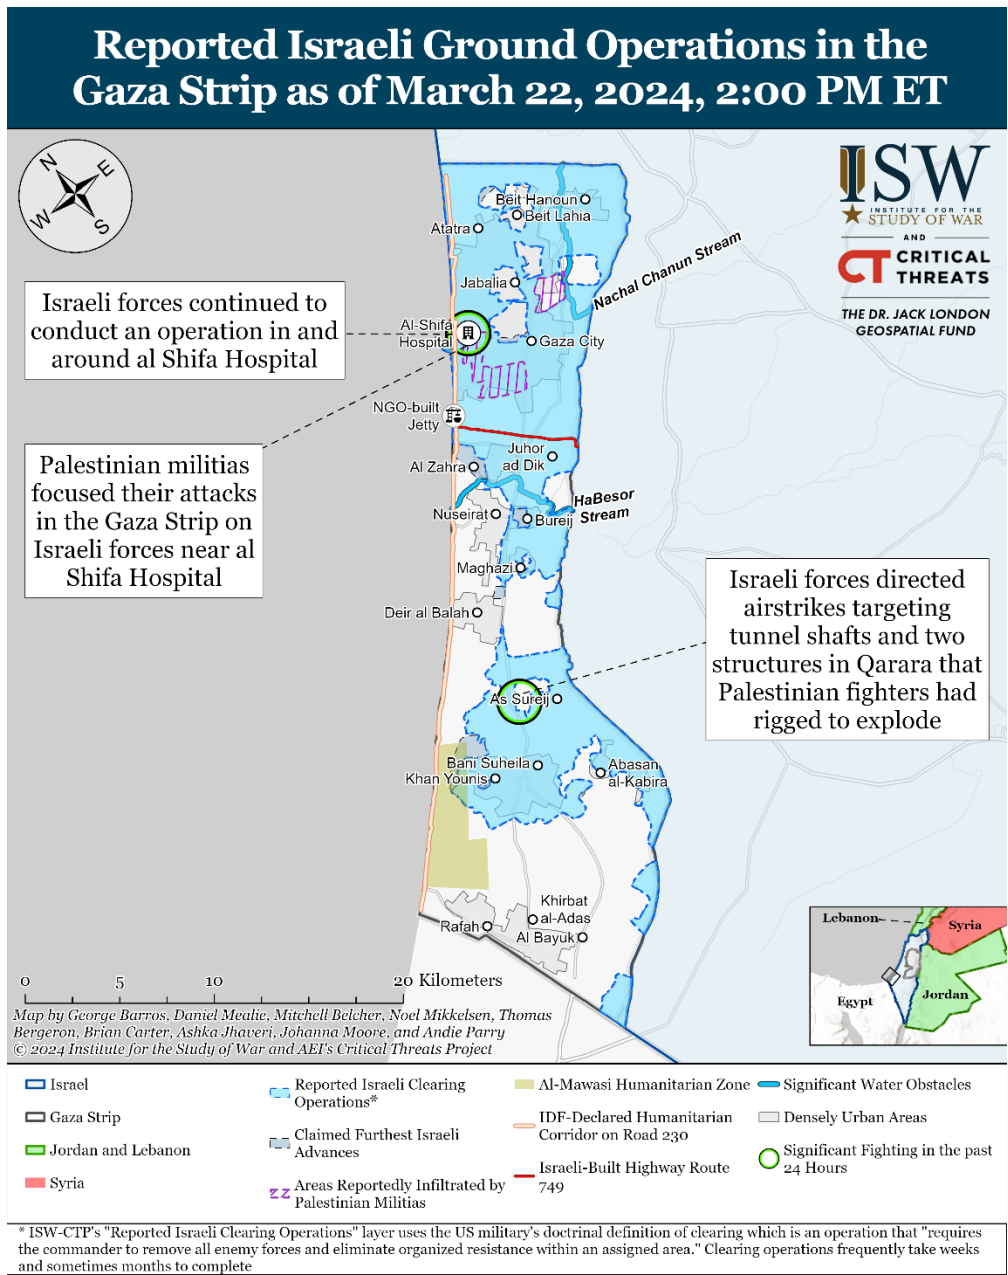 Reported Israeli Ground Operations in the
Gaza Strip as of March 22, 2024, 2:00 PM ET
N
E
W
S
ISW
INSTITUTE FOR THE
STUDY OF WAR
AND
CT CRITICAL
THREATS
THE DR. JACK LONDON
GEOSPATIAL FUND
Beit Hanoun
Beit Lahia
Atatra
Nachal Chanun Stream
Jabalia
Israeli forces continued to
conduct an operation in and
around al Shifa Hospital
Al-Shifa
Hospital
Gaza City
NGO-built
Jetty
Juhor
ad Dik
Al Zahra
Palestinian militias
focused their attacks
in the Gaza Strip on
Israeli forces near al
Shifa Hospital
HaBesor
Stream
Nuseirat
Bureij
Maghazi
Deir al Balah
Israeli forces directed
airstrikes targeting
tunnel shafts and two
structures in Qarara that
Palestinian fighters had
rigged to explode
As Sureij
Bani Suheila
Khan Younis
Abasan
al-Kabira
Khirbat
al-Adas
Rafah
Al Bayuk
Lebanon
Syria
Egypt
Jordan
0 5 10 20 Kilometers
Map by George Barros, Daniel Mealie, Mitchell Belcher, Noel Mikkelsen, Thomas
Bergeron, Brian Carter, Ashka Jhaveri, Johanna Moore, and Andie Parry
© 2024 Institute for the Study of War and AEI's Critical Threats Project
Israel
Gaza Strip
Jordan and Lebanon
Syria
Reported Israeli Clearing
Operations*
Claimed Furthest Israeli
Advances
Areas Reportedly Infiltrated by
Palestinian Militias
Al-Mawasi Humanitarian Zone
IDF-Declared Humanitarian
Corridor on Road 230
Israeli-Built Highway Route
749
Significant Water Obstacles
Densely Urban Areas
Significant Fighting in the past
24 Hours
* ISW-CTP's "Reported Israeli Clearing Operations" layer uses the US military's doctrinal definition of clearing which is an operation that "requires
the commander to remove all enemy forces and eliminate organized resistance within an assigned area." Clearing operations frequently take weeks
and sometimes months to complete